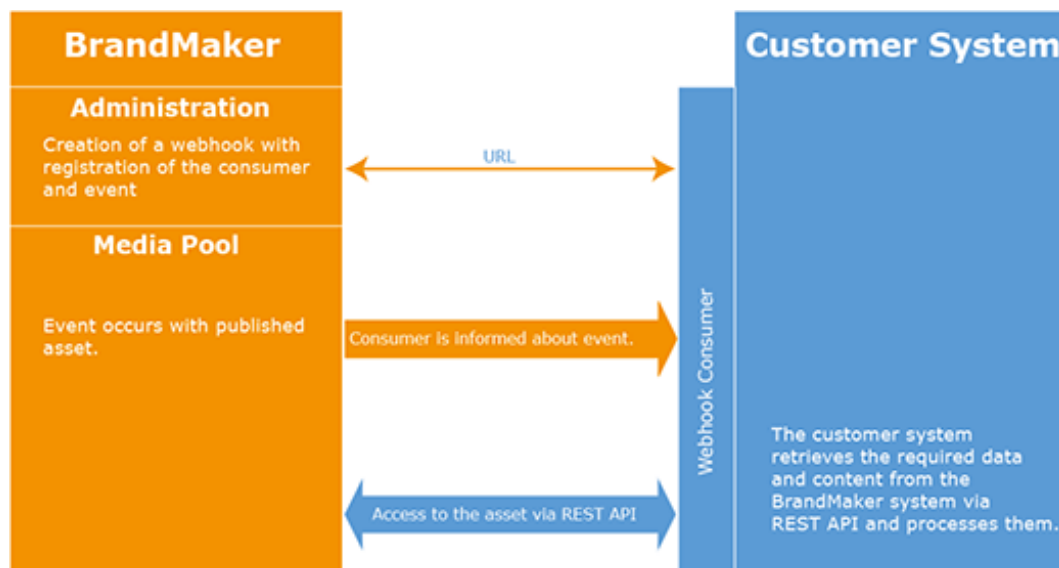 BrandMaker
Customer System
Administration
Creation of a webhook with
registration of the consumer
and event
URL
Media Pool
Event occurs with published
asset.
Consumer is informed about event.
Webhook Consumer
The customer system
retrieves the required data
and content from the
BrandMaker system via
REST API and processes them.
Access to the asset via REST API